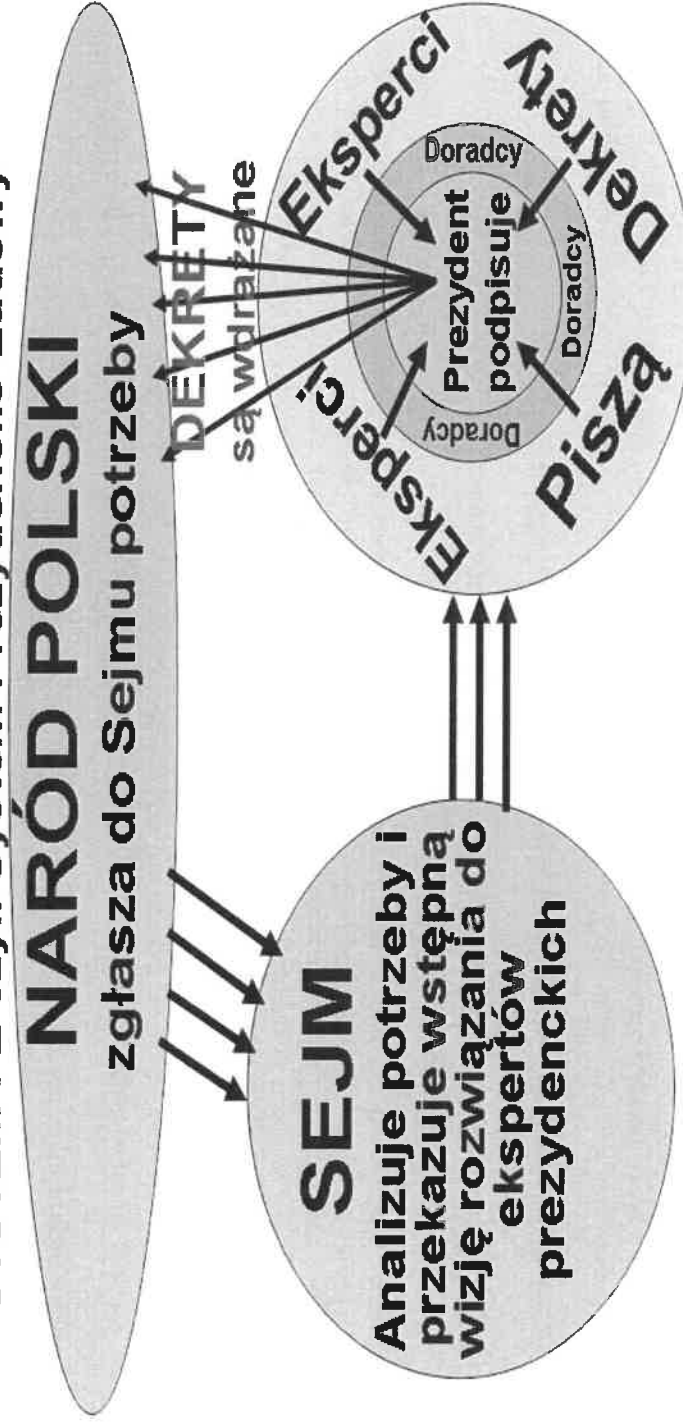 NARÓD POLSKI
zgłasza do Sejmu potrzeby
DEKRETY
są wdrażane
SEJM
Analizuje potrzeby i
przekazuje wstępną
wizję rozwiązania do
ekspertów
prezydenckich
Eksperci
Eksperci
Piszą
Dekrety
Doradcy
Doradcy
Doradcy
Prezydent
podpisuje